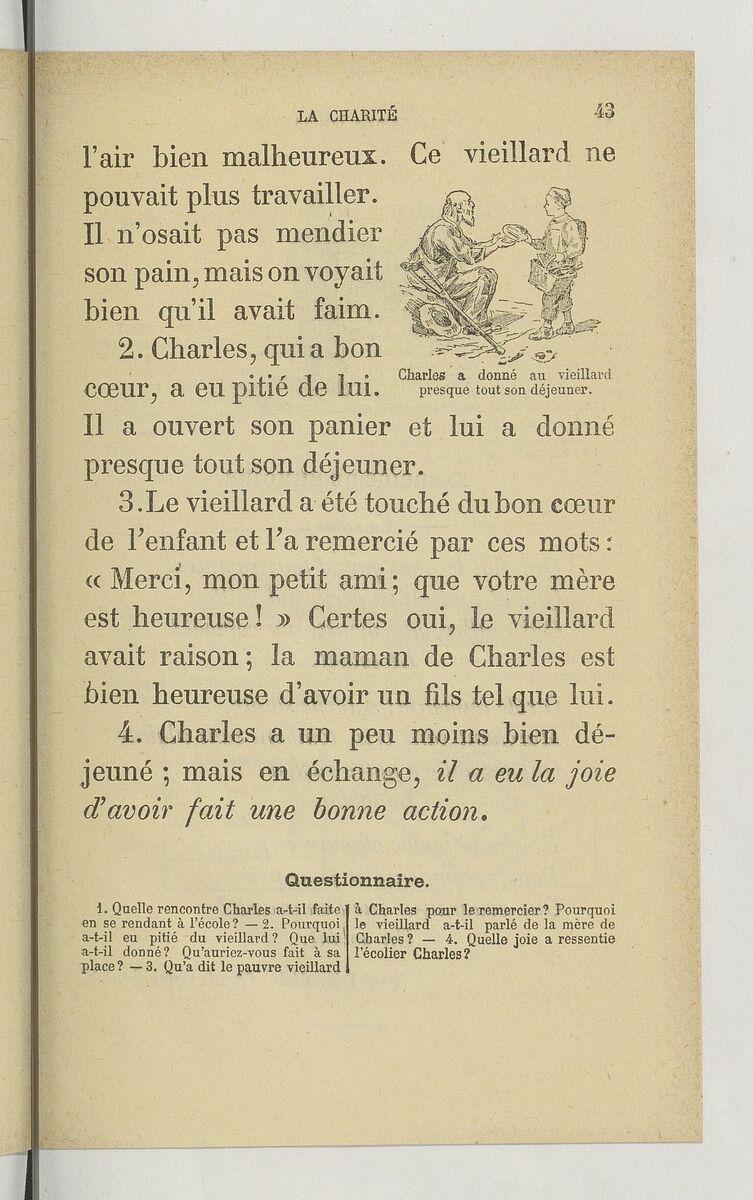 LA CHARITÉ 43
l'air bien malheureux. Ce vieillard ne
pouvait plus travailler.
Il n'osait pas mendier
son pain, mais on voyait
bien qu'il avait faim.
2. Charles, qui a bon
cœur, a eu pitié de lui.
Charles a donné au vieillard
presque tout son déjeuner.
Il a ouvert son panier et lui a donné
presque tout son déjeuner.
3. Le vieillard a été touché du bon cœur
de l'enfant et l'a remercié par ces mots :
« Merci, mon petit ami ; que votre mère
est heureuse ! » Certes oui, le vieillard
avait raison ; la maman de Charles est
bien heureuse d'avoir un fils tel que lui.
4. Charles a un peu moins bien dé-
jeuné ; mais en échange, il a eu la joie
d'avoir fait une bonne action.
Questionnaire.
1. Quelle rencontre Charles a-t-il faite
en se rendant à l'école ? — 2. Pourquoi
a-t-il eu pitié du vieillard ? Que lui
a-t-il donné ? Qu'auriez-vous fait à sa
place ? — 3. Qu'a dit le pauvre vieillard
à Charles pour le remercier ? Pourquoi
le vieillard a-t-il parlé de la mère de
Charles ? — 4. Quelle joie a ressentie
l'écolier Charles ?